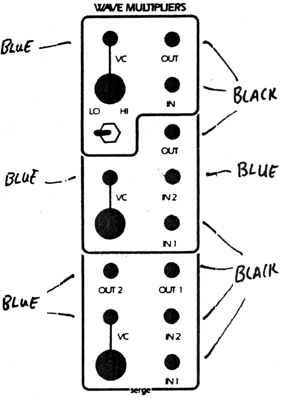 WAVE MULTIPLIERS
BLUE
VC
OUT
BLACK
IN
LO HI
OUT
BLUE
BLUE
VC
IN 2
IN 1
BLACK
OUT 2 OUT 1
BLUE
VC
IN 2
IN 1
serge